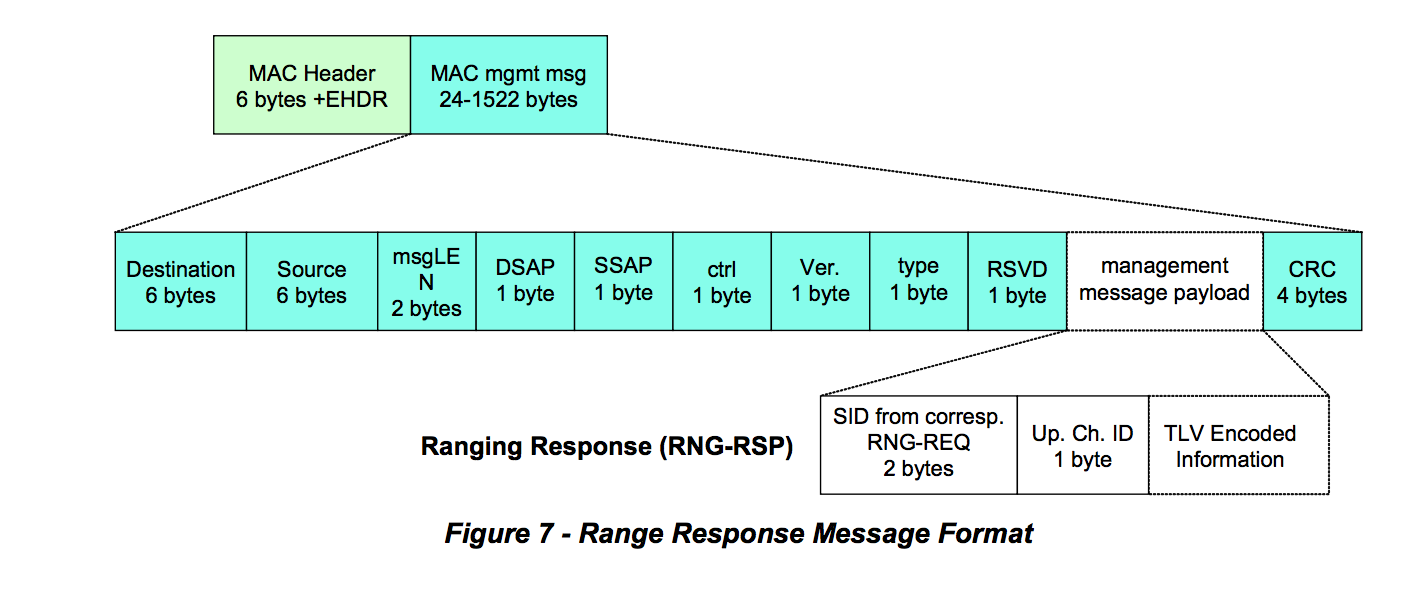 MAC Header
6 bytes +EHDR
MAC mgmt msg
24-1522 bytes
Destination
6 bytes
Source
6 bytes
msgLE
N
2 bytes
DSAP
1 byte
SSAP
1 byte
ctrl
1 byte
Ver.
1 byte
type
1 byte
RSVD
1 byte
management
message payload
CRC
4 bytes
Ranging Response (RNG-RSP)
SID from corresp.
RNG-REQ
2 bytes
Up. Ch. ID
1 byte
TLV Encoded
Information
Figure 7 - Range Response Message Format